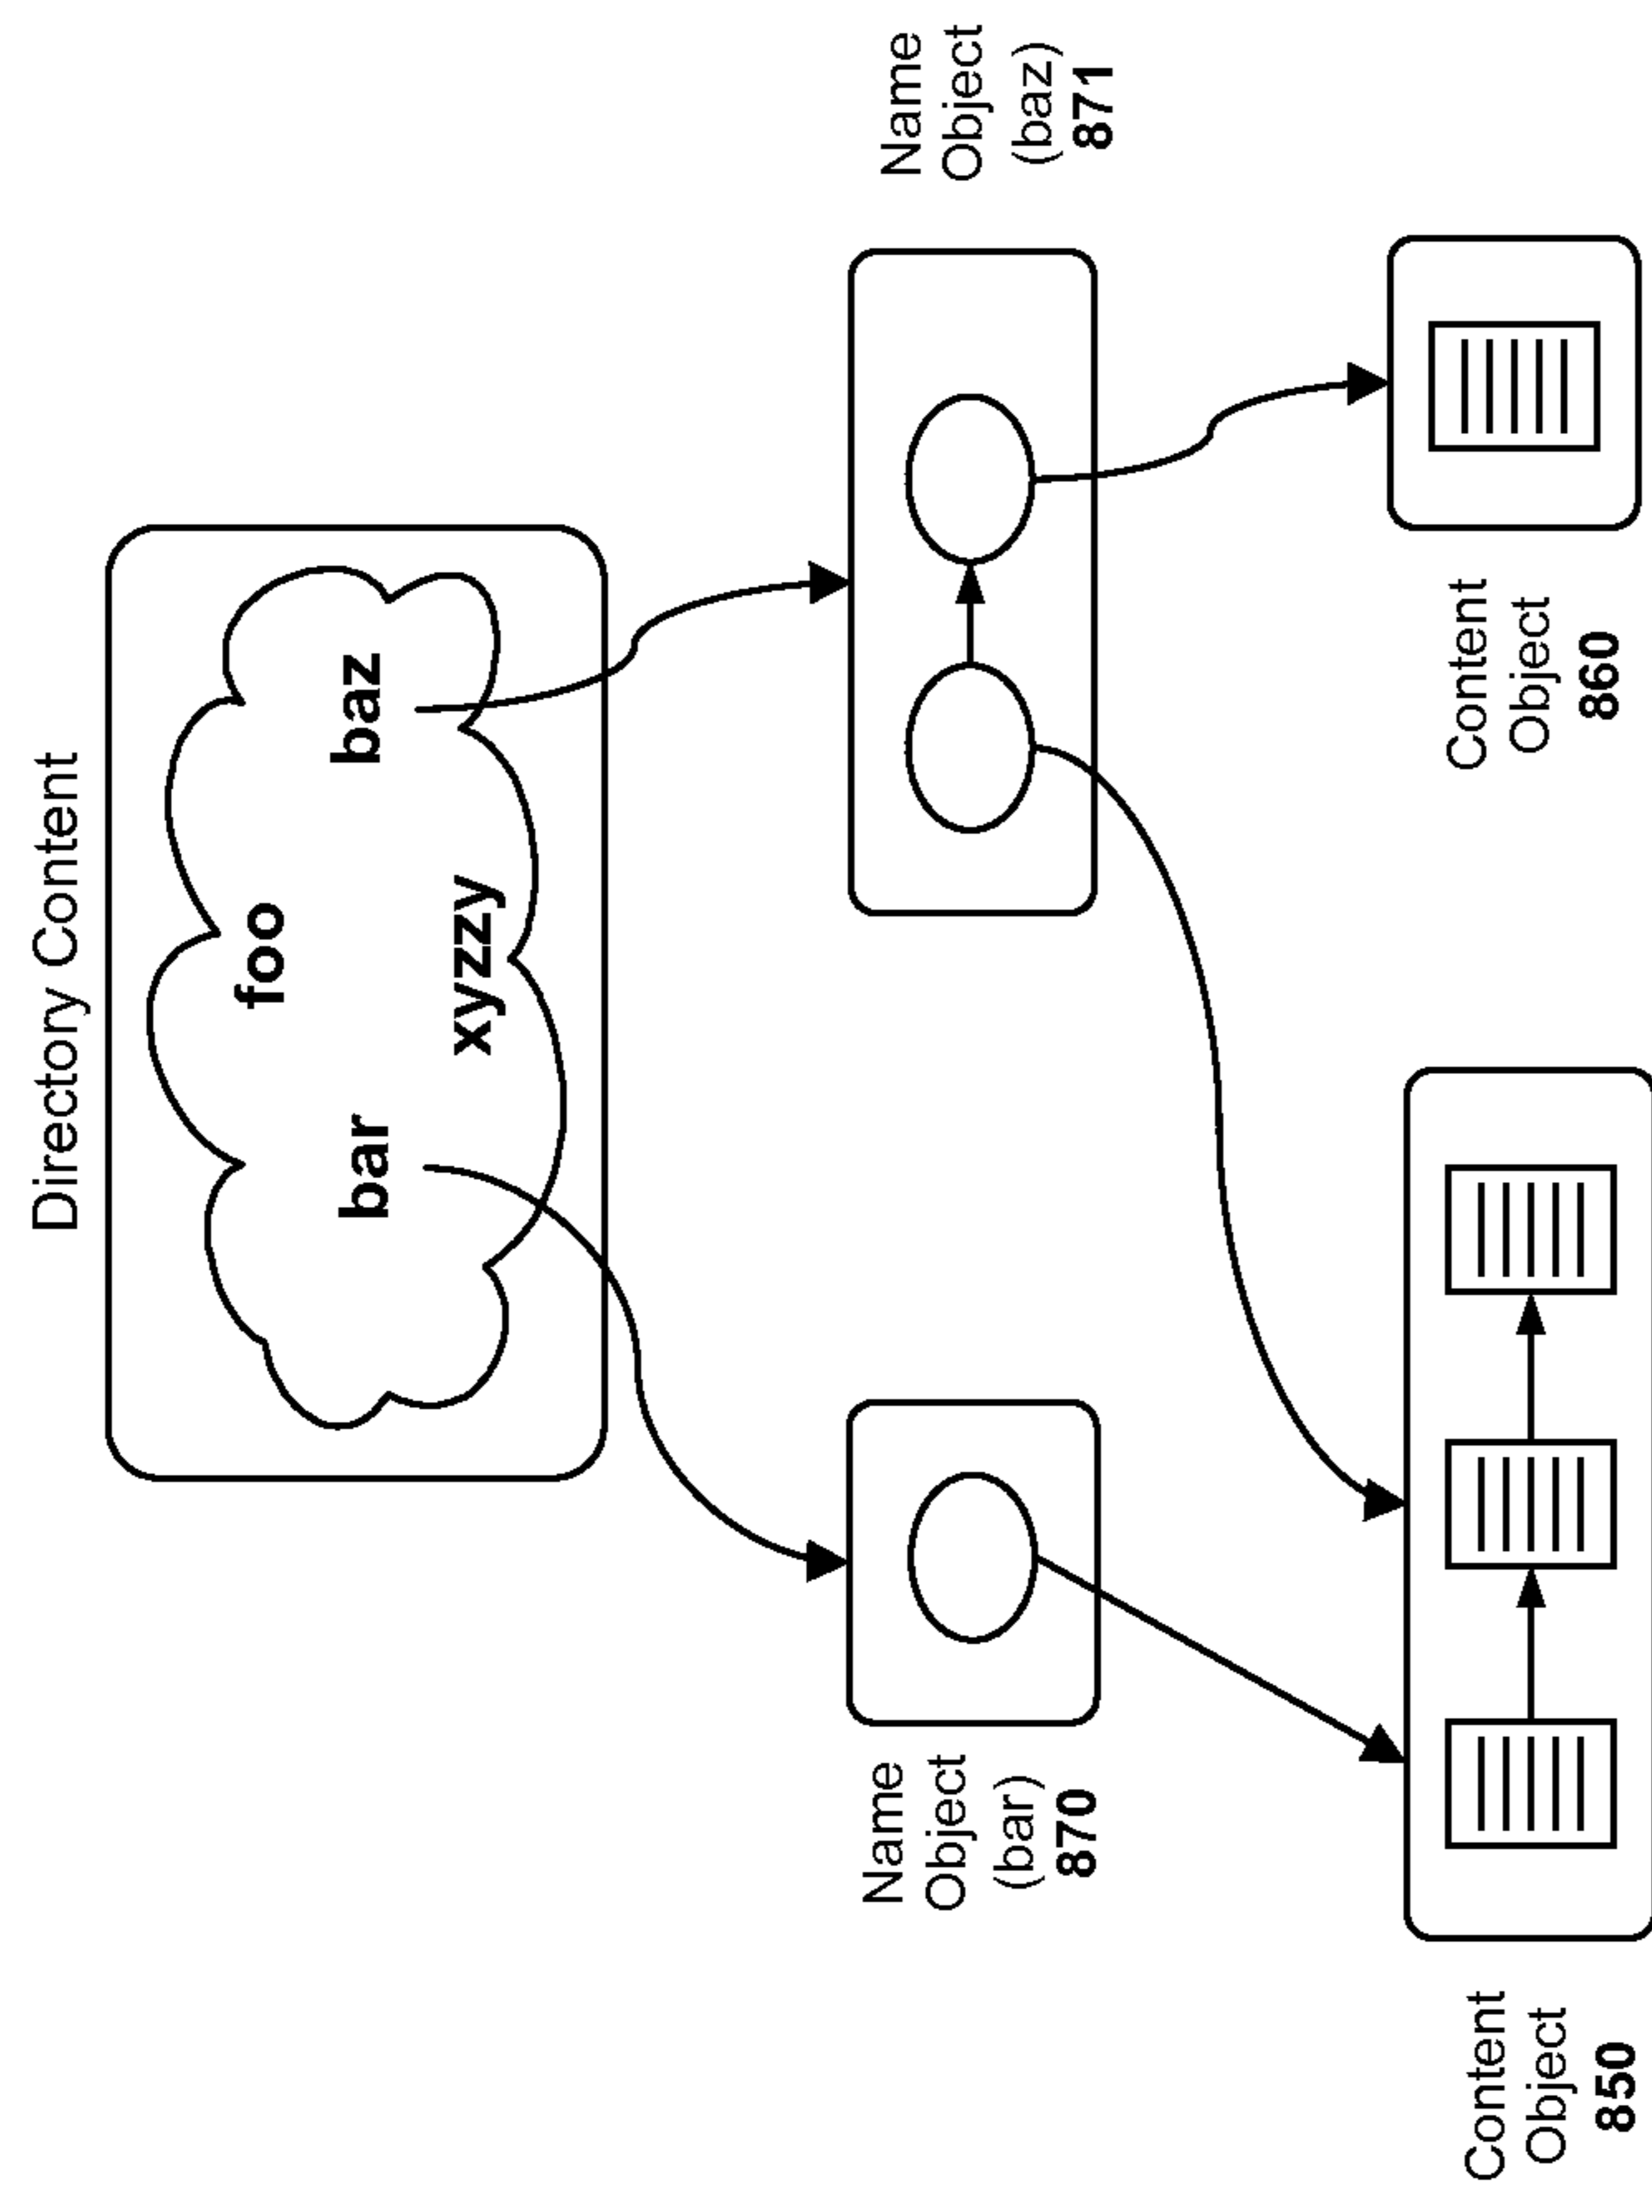 Directory Content
foo
bar
baz
xyzzy
Name
Object
(bar)
870
Name
Object
(baz)
871
Content
Object
850
Content
Object
860